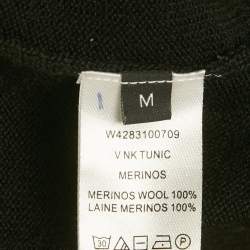 M
W4283100709
V NK TUNIC
MERINOS
MERINOS WOOL 100%
LAINE MERINOS 100%
30